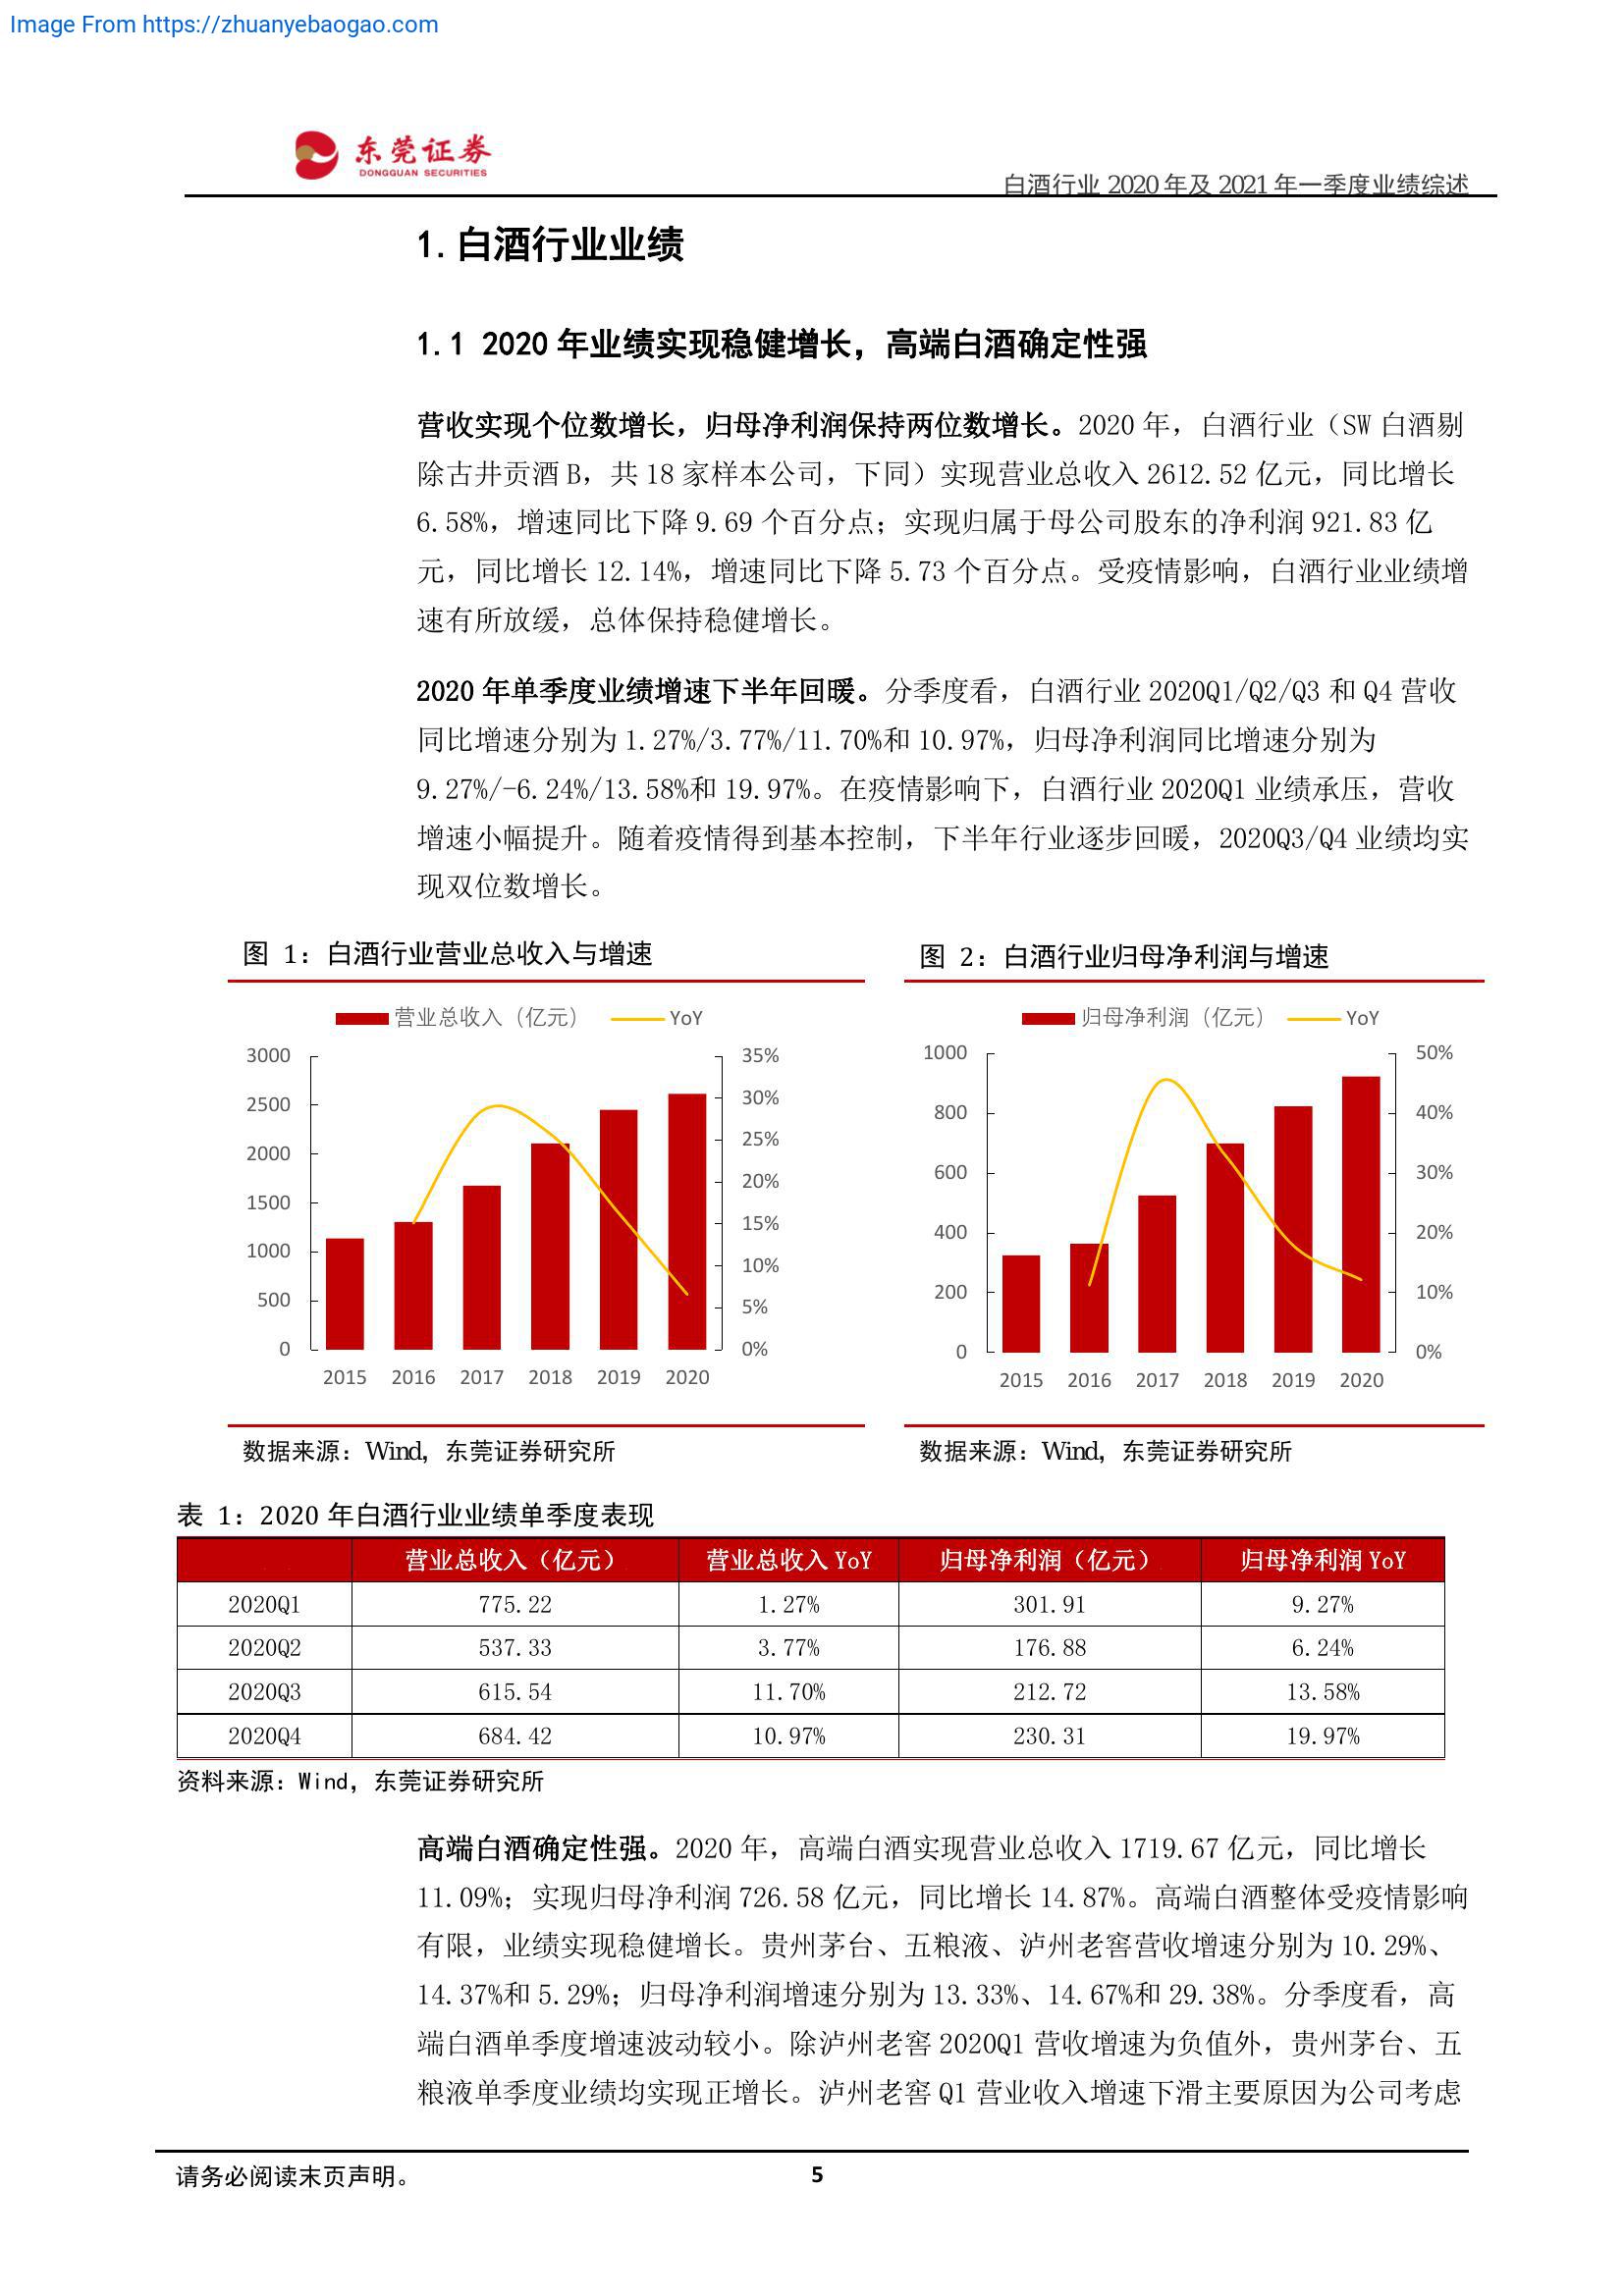 Image From https://zhuanyebaogao.com
东莞证券
DONGGUAN SECURITIES
白酒行业 2020 年及 2021 年一季度业绩综述
1. 白酒行业业绩
1.1 2020 年业绩实现稳健增长，高端白酒确定性强
营收实现个位数增长，归母净利润保持两位数增长。2020 年，白酒行业（SW 白酒剔
除古井贡酒 B，共 18 家样本公司，下同）实现营业总收入 2612.52 亿元，同比增长
6.58%，增速同比下降 9.69 个百分点；实现归属于母公司股东的净利润 921.83 亿
元，同比增长 12.14%，增速同比下降 5.73 个百分点。受疫情影响，白酒行业业绩增
速有所放缓，总体保持稳健增长。
2020 年单季度业绩增速下半年回暖。分季度看，白酒行业 2020Q1/Q2/Q3 和 Q4 营收
同比增速分别为 1.27%/3.77%/11.70%和 10.97%，归母净利润同比增速分别为
9.27%/-6.24%/13.58%和 19.97%。在疫情影响下，白酒行业 2020Q1 业绩承压，营收
增速小幅提升。随着疫情得到基本控制，下半年行业逐步回暖，2020Q3/Q4 业绩均实
现双位数增长。
图 1：白酒行业营业总收入与增速
营业总收入（亿元） YoY
3000 35%
2500 30%
2000 25%
1500 20%
1000 15%
500 10%
0 5%
0%
2015 2016 2017 2018 2019 2020
数据来源：Wind，东莞证券研究所
图 2：白酒行业归母净利润与增速
归母净利润（亿元） YoY
1000 50%
800 40%
600 30%
400 20%
200 10%
0 0%
2015 2016 2017 2018 2019 2020
数据来源：Wind，东莞证券研究所
表 1：2020 年白酒行业业绩单季度表现
营业总收入（亿元） 营业总收入 YoY 归母净利润（亿元） 归母净利润 YoY
2020Q1 775.22 1.27% 301.91 9.27%
2020Q2 537.33 3.77% 176.88 6.24%
2020Q3 615.54 11.70% 212.72 13.58%
2020Q4 684.42 10.97% 230.31 19.97%
资料来源：Wind，东莞证券研究所
高端白酒确定性强。2020 年，高端白酒实现营业总收入 1719.67 亿元，同比增长
11.09%；实现归母净利润 726.58 亿元，同比增长 14.87%。高端白酒整体受疫情影响
有限，业绩实现稳健增长。贵州茅台、五粮液、泸州老窖营收增速分别为 10.29%、
14.37%和 5.29%；归母净利润增速分别为 13.33%、14.67%和 29.38%。分季度看，高
端白酒单季度增速波动较小。除泸州老窖 2020Q1 营收增速为负值外，贵州茅台、五
粮液单季度业绩均实现正增长。泸州老窖 Q1 营业收入增速下滑主要原因为公司考虑
请务必阅读末页声明。
5